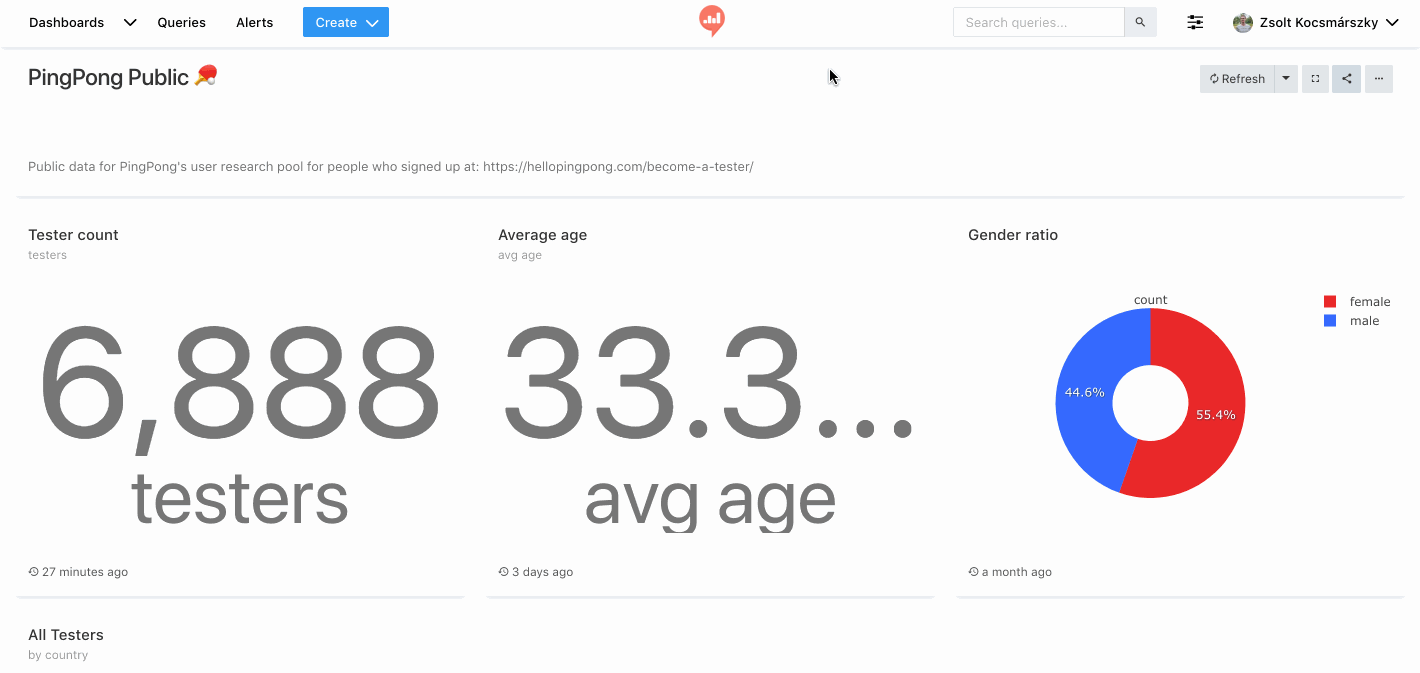 Dashboards Queries Alerts Create Search queries... Zsolt Kocsmárszky
PingPong Public
Refresh
Public data for PingPong's user research pool for people who signed up at: https://hellopingpong.com/become-a-tester/
Tester count
testers
6,888
testers
27 minutes ago
Average age
avg age
33.3...
avg age
3 days ago
Gender ratio
count
44.6%
55.4%
female
male
a month ago
All Testers
by country